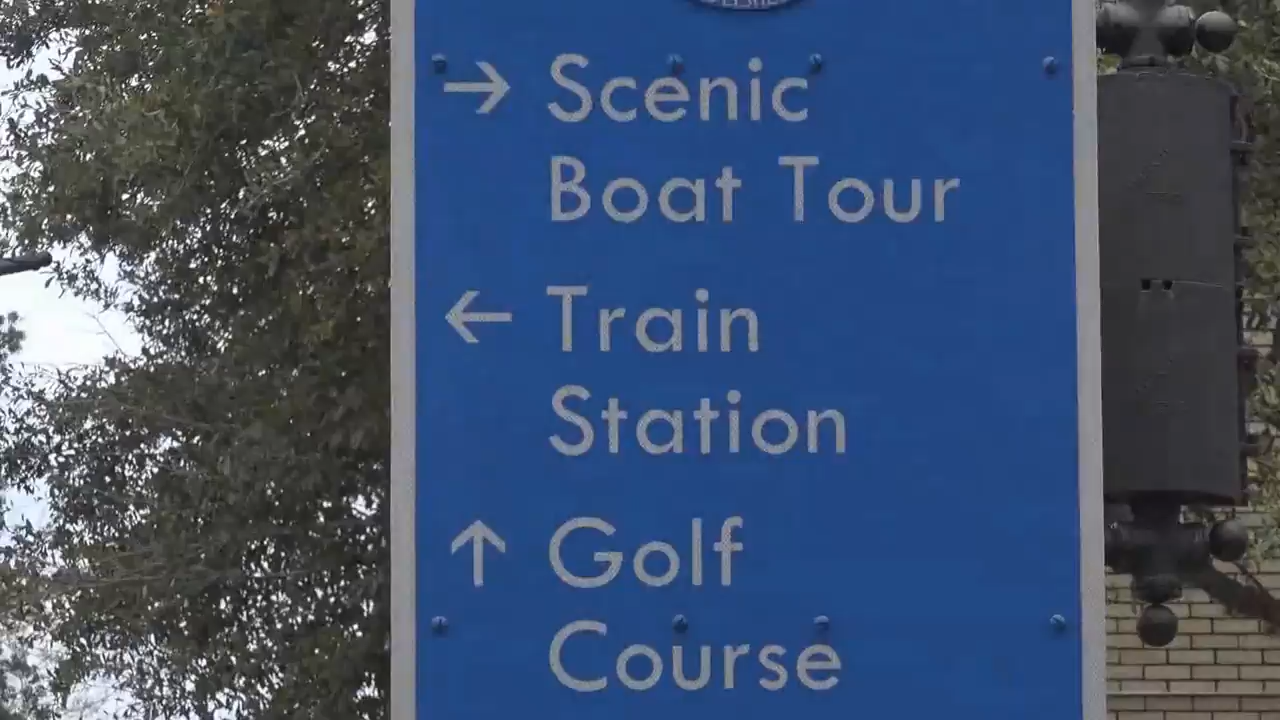 → Scenic
Boat Tour
← Train
Station
↑ Golf
Course